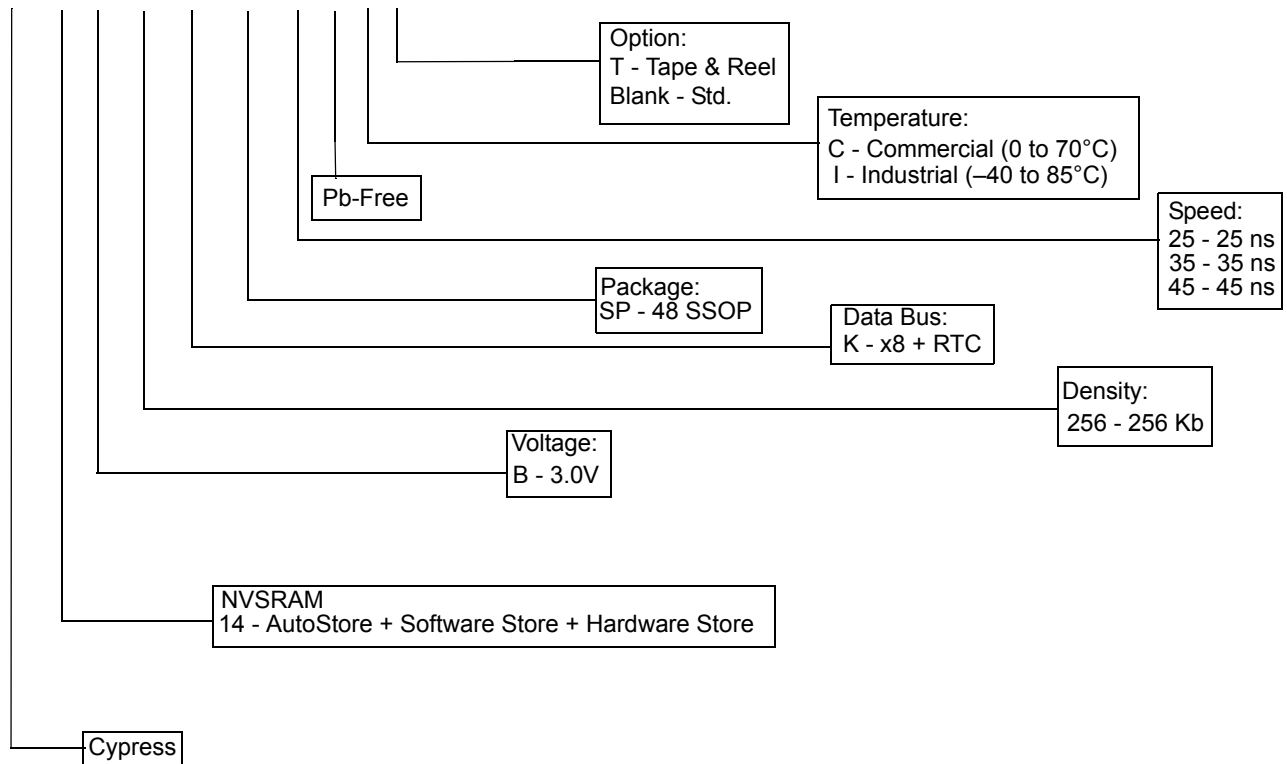 Option:
T - Tape & Reel
Blank - Std.
Temperature:
C - Commercial (0 to 70°C)
I - Industrial (–40 to 85°C)
Pb-Free
Speed:
25 - 25 ns
35 - 35 ns
45 - 45 ns
Package:
SP - 48 SSOP
Data Bus:
K - x8 + RTC
Density:
256 - 256 Kb
Voltage:
B - 3.0V
NVSRAM
14 - AutoStore + Software Store + Hardware Store
Cypress